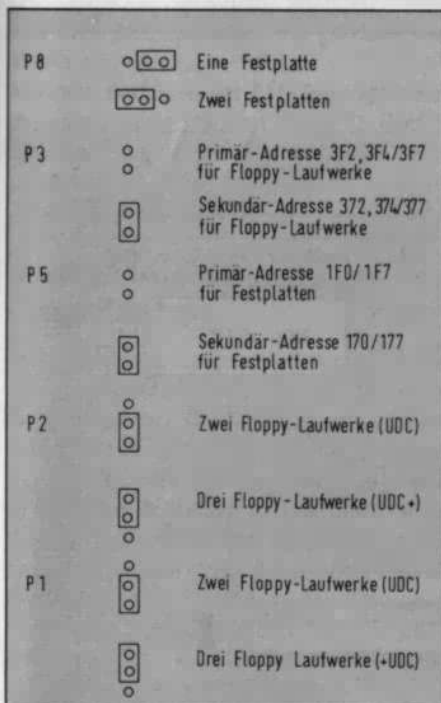 P8 Eine Festplatte
Zwei Festplatten
P3 Primär-Adresse 3F2, 3F4/3F7
für Floppy-Laufwerke
Sekundär-Adresse 372, 374/377
für Floppy-Laufwerke
P5 Primär-Adresse 1F0/1F7
für Festplatten
Sekundär-Adresse 170/177
für Festplatten
P2 Zwei Floppy-Laufwerke (UDC)
Drei Floppy-Laufwerke (UDC+)
P1 Zwei Floppy-Laufwerke (UDC)
Drei Floppy Laufwerke (+UDC)